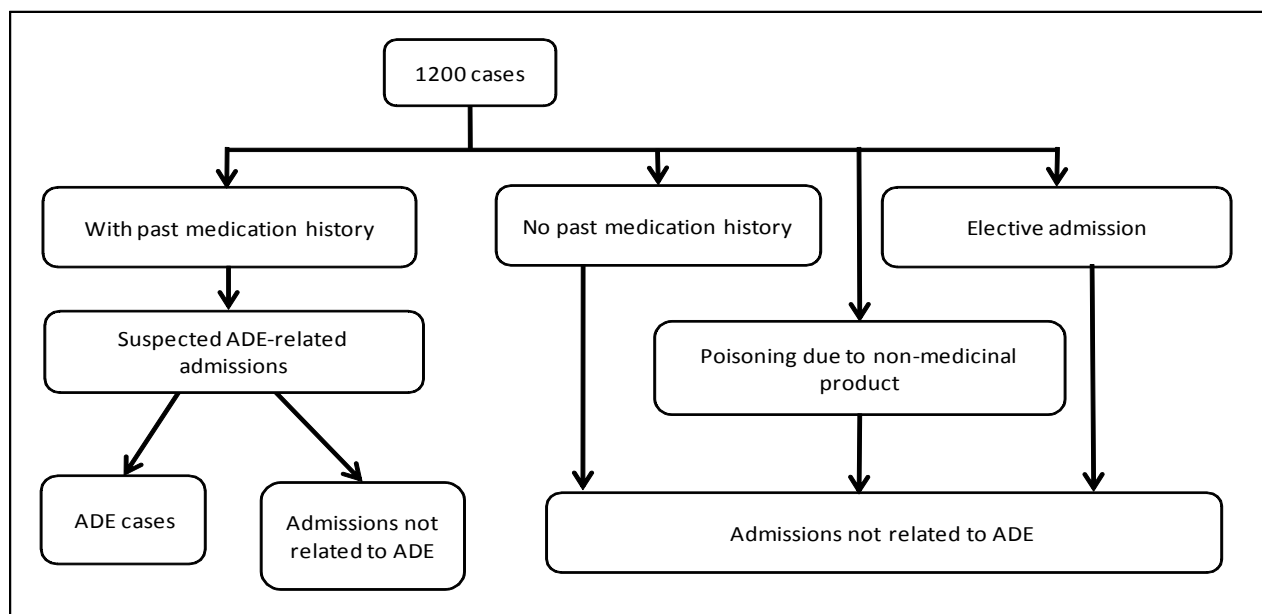 1200 cases
With past medication history
No past medication history
Elective admission
Suspected ADE-related
admissions
Poisoning due to non-medicinal
product
ADE cases
Admissions not
related to ADE
Admissions not related to ADE